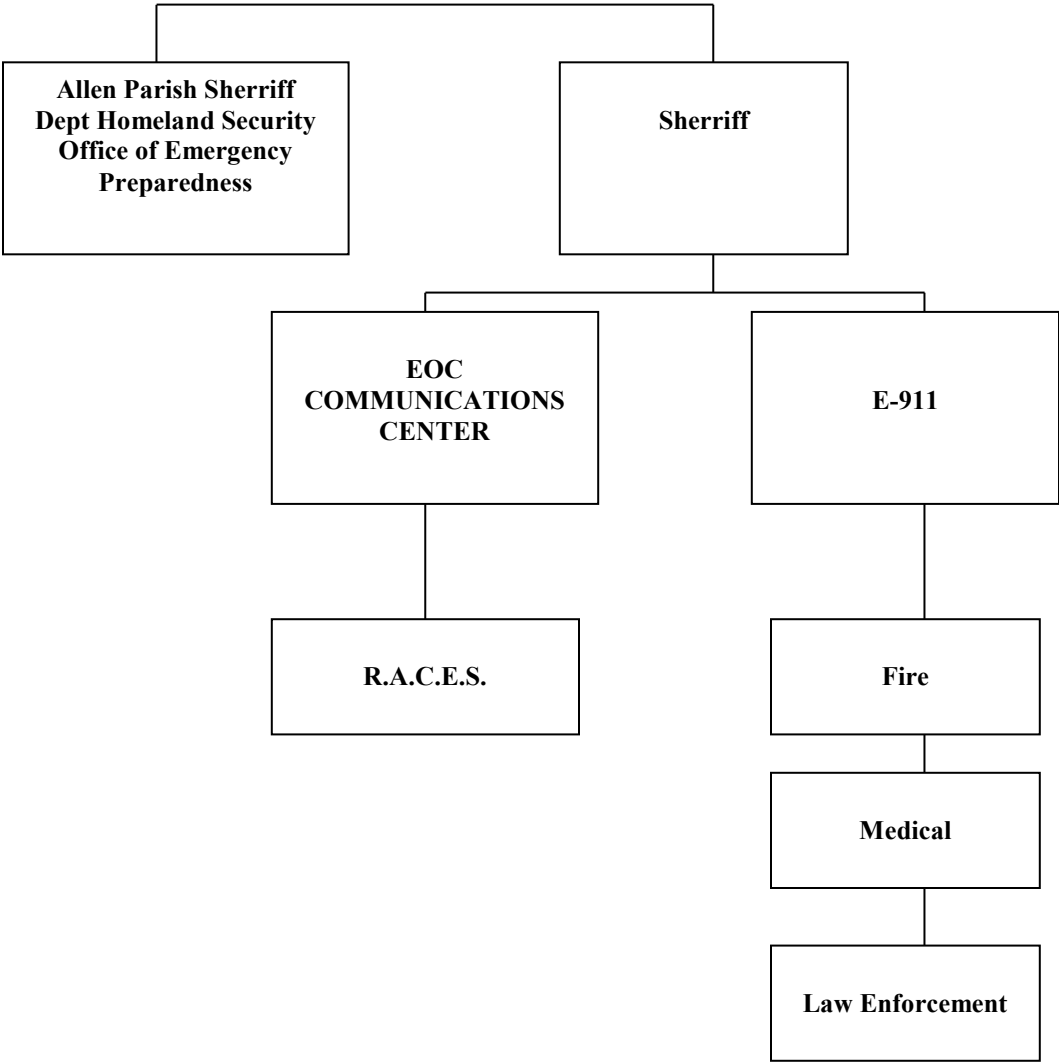 Allen Parish Sherriff
Dept Homeland Security
Office of Emergency
Preparedness
Sherriff
EOC
COMMUNICATIONS
CENTER
E-911
R.A.C.E.S.
Fire
Medical
Law Enforcement